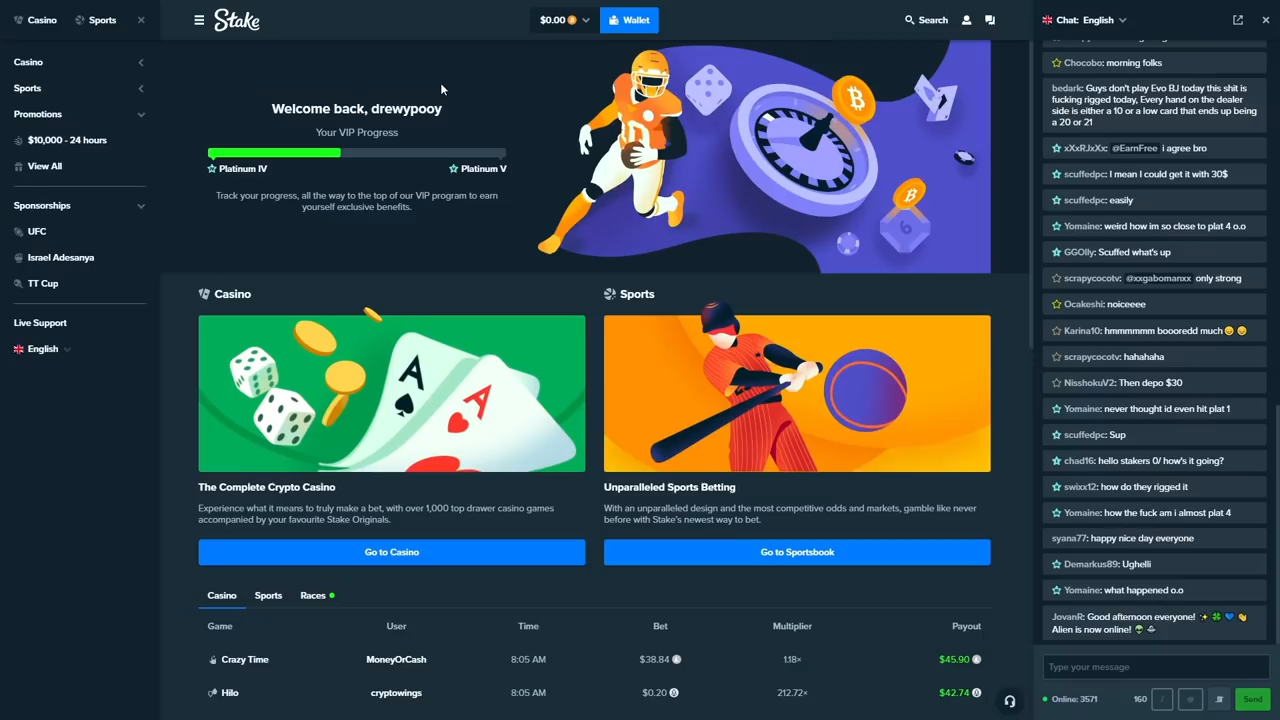 Casino
Sports
Casino
Sports
Promotions
$10,000 - 24 hours
View All
Sponsorships
UFC
Israel Adesanya
TT Cup
Live Support
English
Stake
$0.00
Wallet
Search
Welcome back, drewypooy
Your VIP Progress
Platinum IV
Platinum V
Track your progress, all the way to the top of our VIP program to earn
yourself exclusive benefits.
Casino
The Complete Crypto Casino
Experience what it means to truly make a bet, with over 1,000 top drawer casino games
accompanied by your favourite Stake Originals.
Go to Casino
Sports
Unparalleled Sports Betting
With an unparalleled design and the most competitive odds and markets, gamble like never
before with Stake's newest way to bet.
Go to Sportsbook
Casino Sports Races
Game User Time Bet Multiplier Payout
Crazy Time MoneyOrCash 8:05 AM $38.84 1.18× $45.90
Hilo cryptowings 8:05 AM $0.20 212.72× $42.74
Chat: English
Chocobo: morning folks
bedark: Guys don't play Evo BJ today this shit is
fucking rigged today, Every hand on the dealer
side is either a 10 or a low card that ends up being
a 20 or 21
xXxRJxXx: @EarnFree i agree bro
scuffedpc: I mean I could get it with 30$
scuffedpc: easily
Yomaine: weird how im so close to plat 4 o.o
GGOlly: Scuffed what's up
scrapycocotv: @xxgabomanxx only strong
Ocakeshi: noiceeee
Karina10: hmmmmmm boooredd much😄 😄
scrapycocotv: hahahaha
NisshokuV2: Then depo $30
Yomaine: never thought id even hit plat 1
scuffedpc: Sup
chad16: hello stakers 0/ how's it going?
swixx12: how do they rigged it
Yomaine: how the fuck am i almost plat 4
syana77: happy nice day everyone
Demarkus89: Ughelli
Yomaine: what happened o.o
JovanR: Good afternoon everyone! ✨ 🍀 💙 👏
Alien is now online! 👽 🛸
Type your message
Online: 3571
160
Send